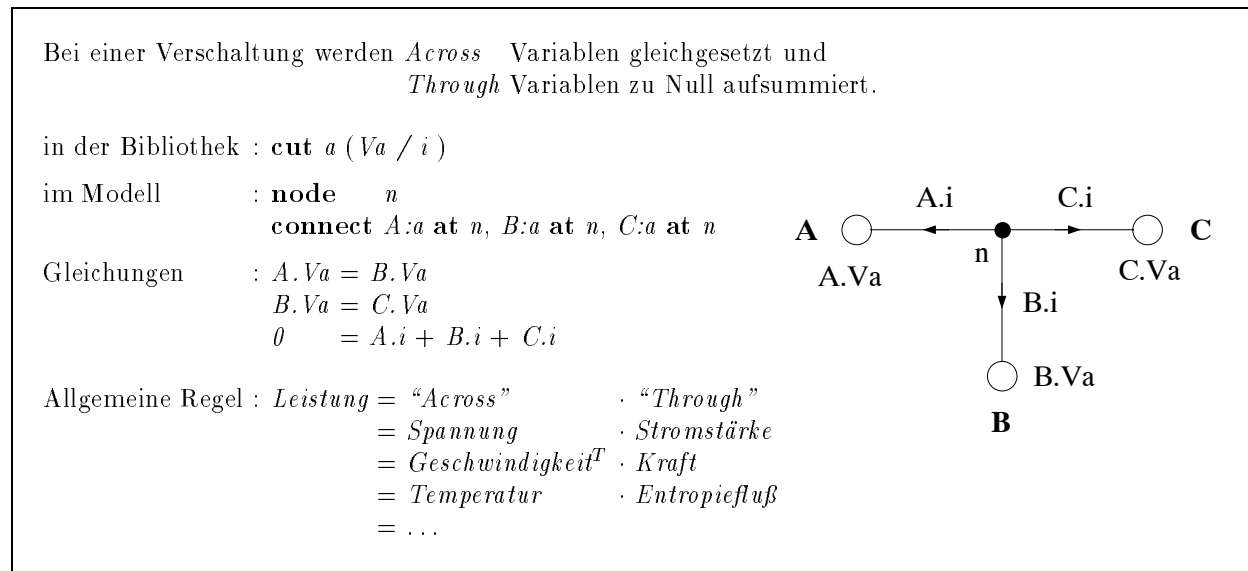 Bei einer Verschaltung werden Across Variablen gleichgesetzt und
Through Variablen zu Null aufsummiert.
in der Bibliothek : cut a ( Va / i )
im Modell : node n
connect A:a at n, B:a at n, C:a at n
Gleichungen : A.Va = B.Va
B.Va = C.Va
0 = A.i + B.i + C.i
Allgemeine Regel : Leistung = “Across” · “Through”
= Spannung · Stromstärke
= Geschwindigkeit^T · Kraft
= Temperatur · Entropiefluß
= . . .
A.i C.i
A C
n
A.Va C.Va
B.i
B.Va
B